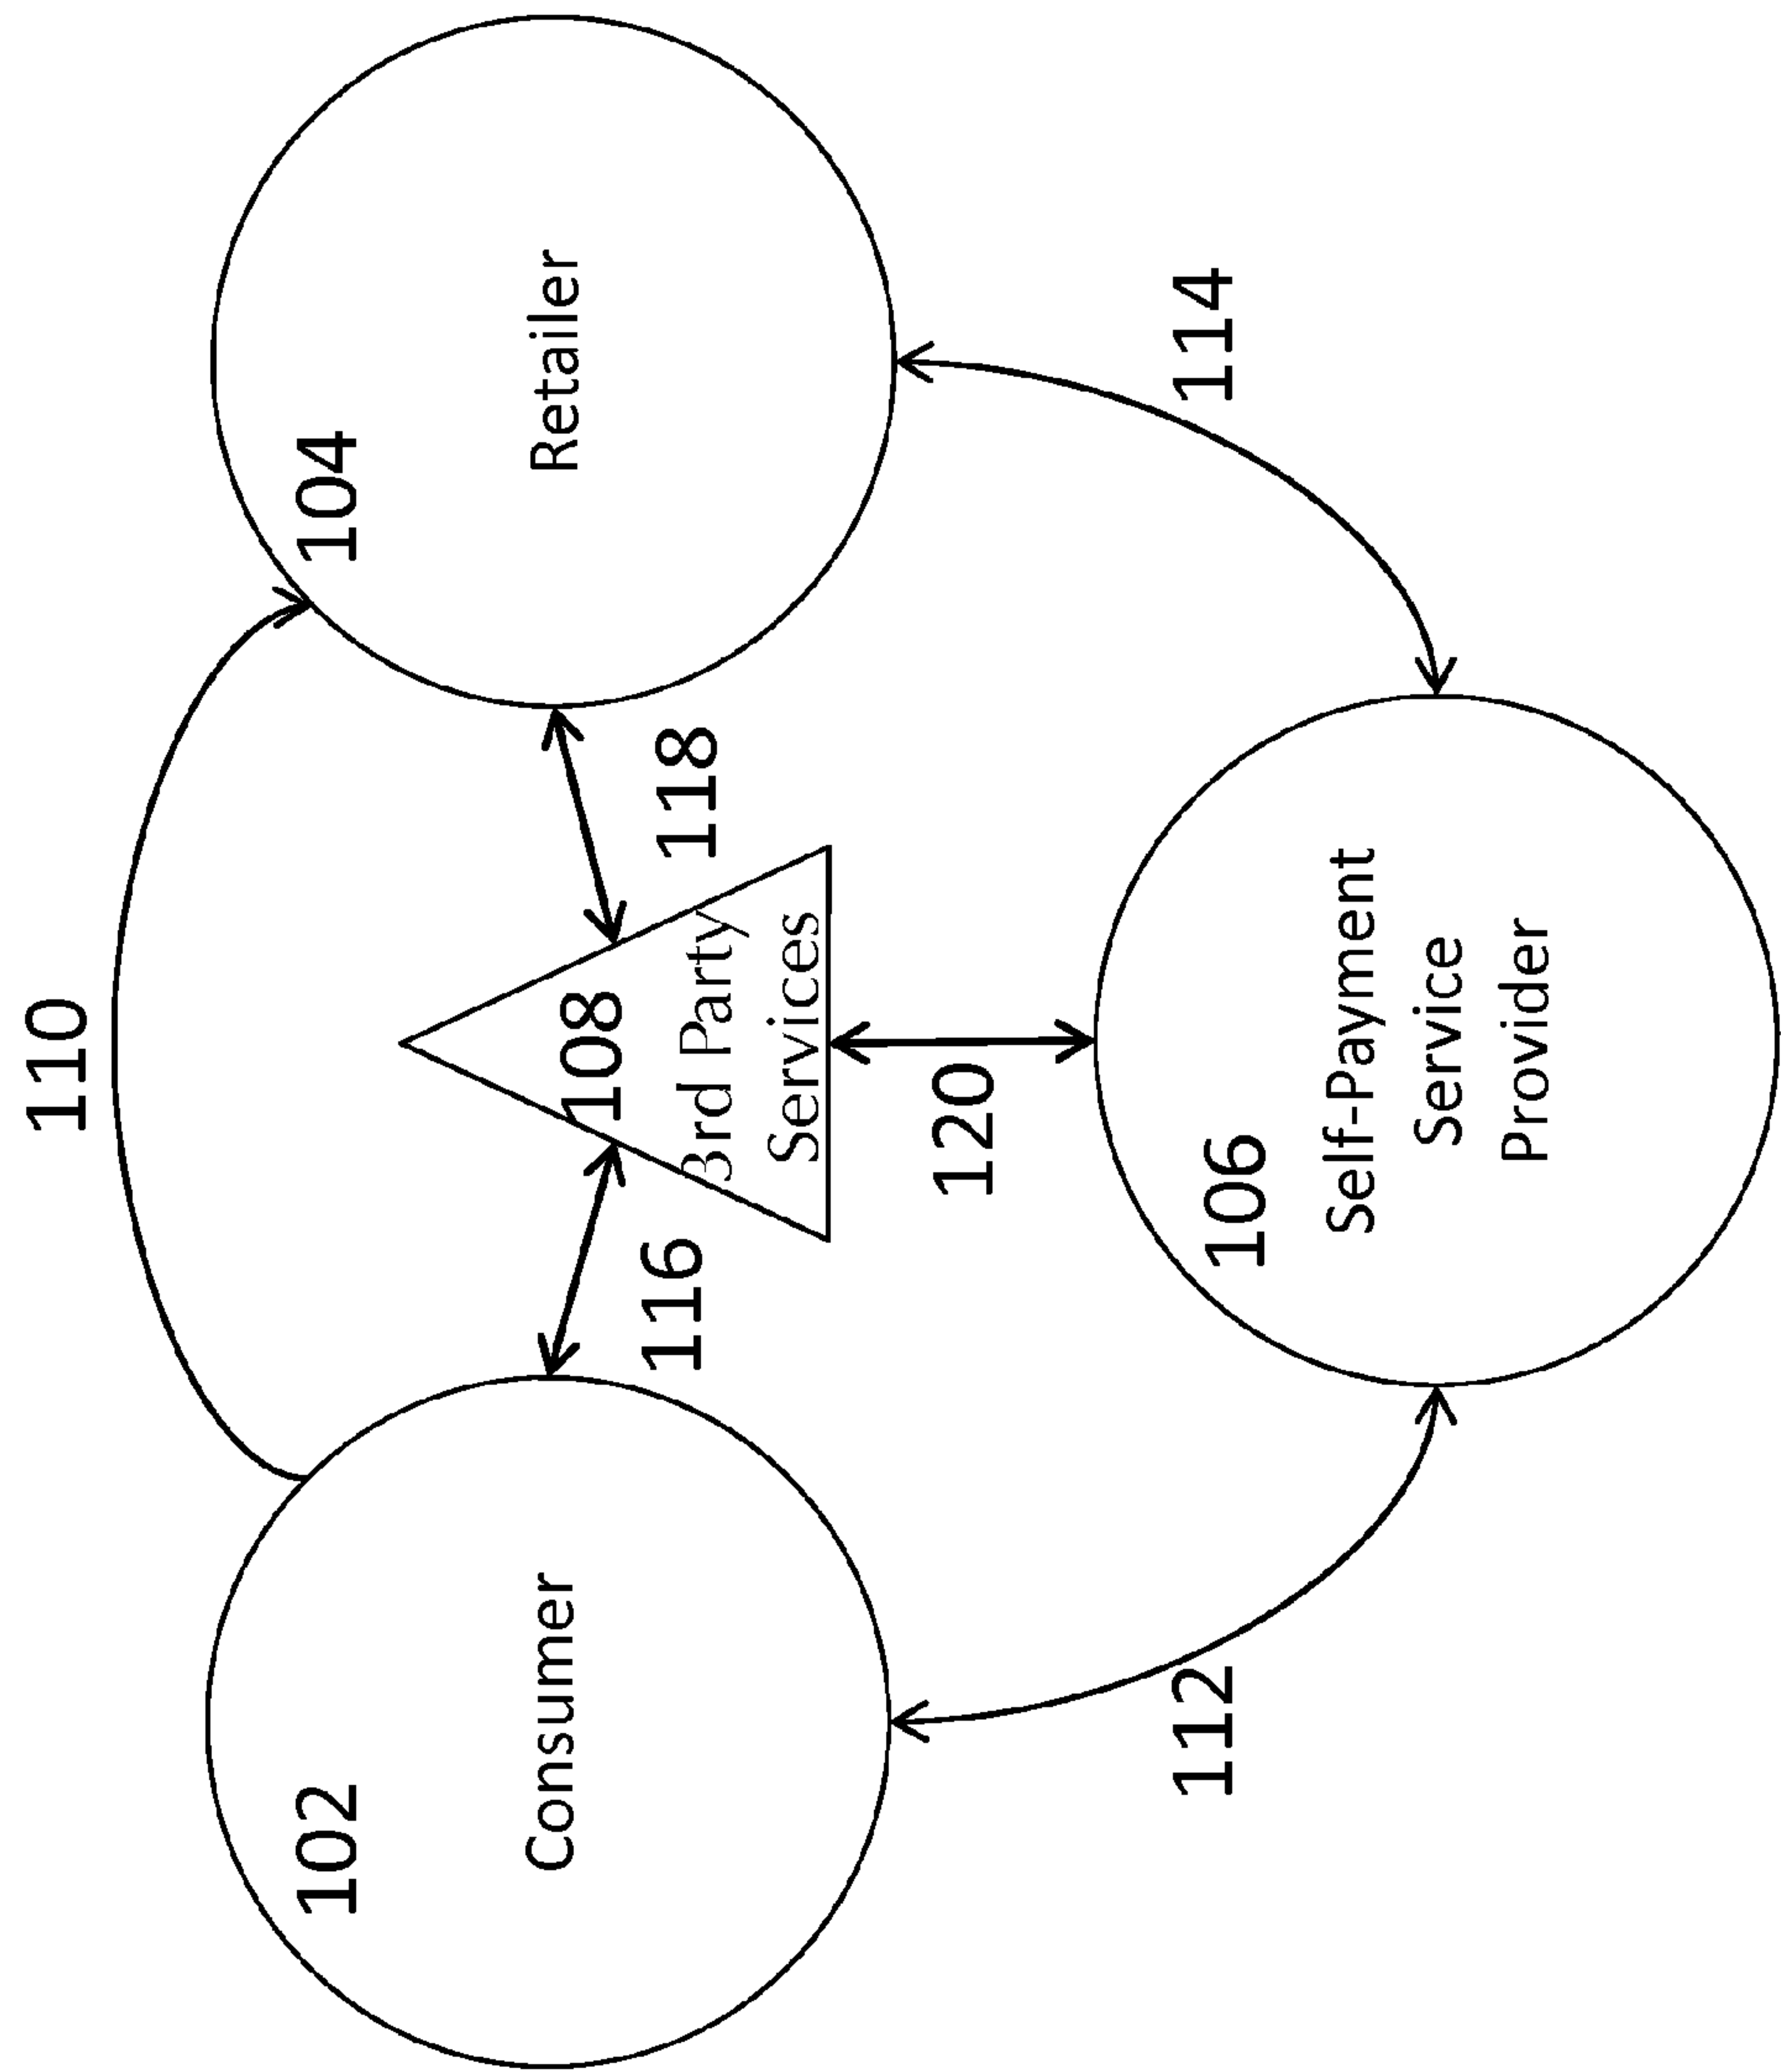 110
102
Consumer
104
Retailer
108
3rd Party
Services
116
118
120
112
114
106
Self-Payment
Service
Provider